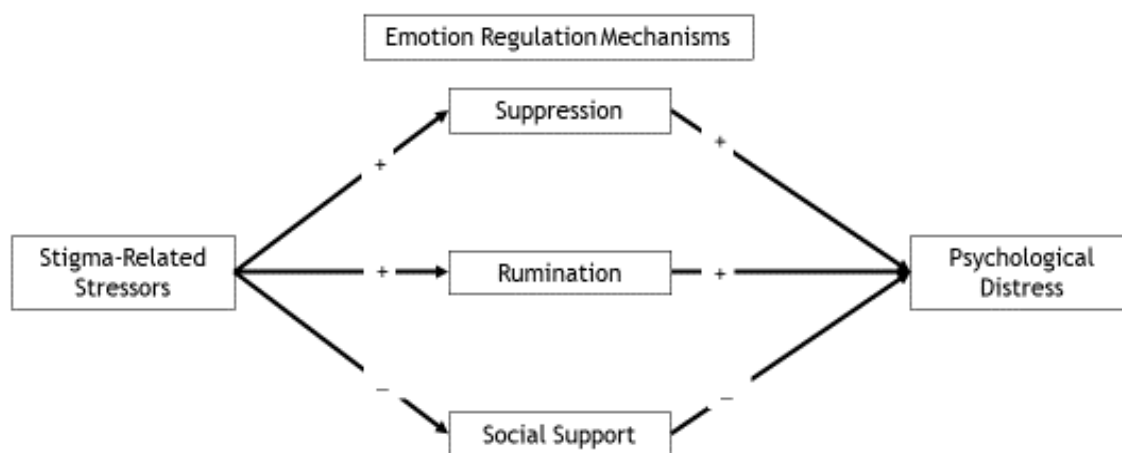 Emotion Regulation Mechanisms
Suppression
+
+
Stigma-Related
Stressors
+
Rumination
+
Psychological
Distress
–
–
Social Support